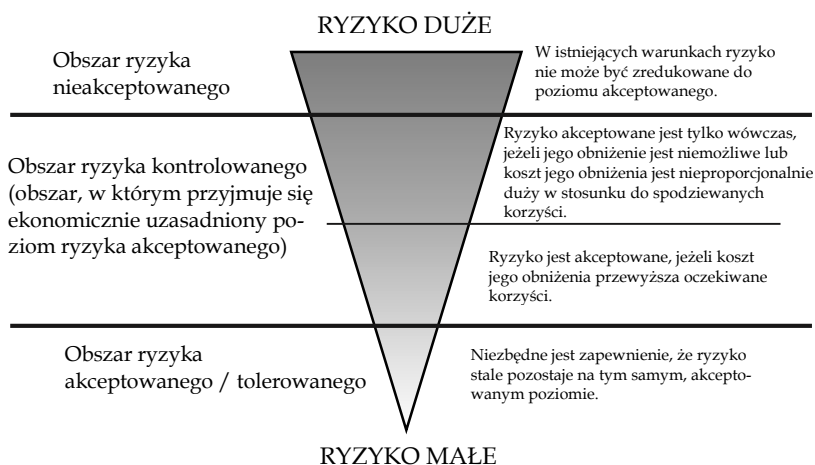 RYZYKO DUŻE
Obszar ryzyka
nieakceptowanego
W istniejących warunkach ryzyko
nie może być zredukowane do
poziomu akceptowanego.
Obszar ryzyka kontrolowanego
(obszar, w którym przyjmuje się
ekonomicznie uzasadniony po-
ziom ryzyka akceptowanego)
Ryzyko akceptowane jest tylko wówczas,
jeżeli jego obniżenie jest niemożliwe lub
koszt jego obniżenia jest nieproporcjonalnie
duży w stosunku do spodziewanych
korzyści.
Ryzyko jest akceptowane, jeżeli koszt
jego obniżenia przewyższa oczekiwane
korzyści.
Obszar ryzyka
akceptowanego / tolerowanego
Niezbędne jest zapewnienie, że ryzyko
stale pozostaje na tym samym, akcepto-
wanym poziomie.
RYZYKO MAŁE